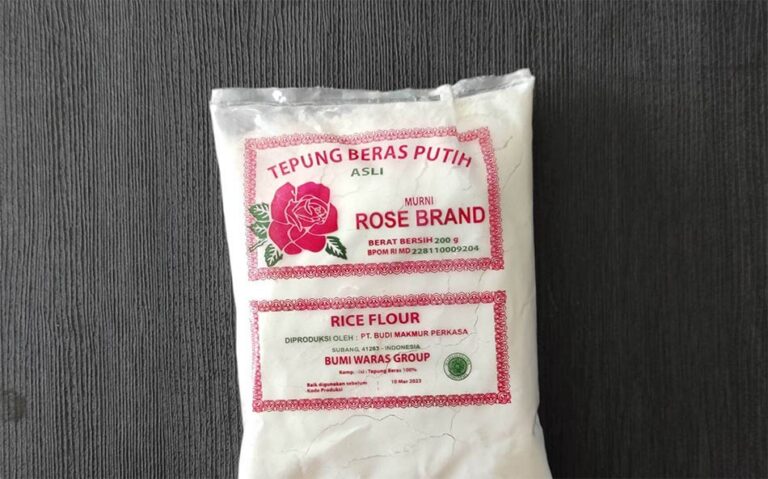 TEPUNG BERAS PUTIH
ASLI
MURNI
ROSE BRAND
BERAT BERSIH 200 g
BPOM RI MD 228110009204
RICE FLOUR
DIPRODUKSI OLEH : PT. BUDI MAKMUR PERKASA
SUBANG, 41263 - INDONESIA
BUMI WARAS GROUP
Tepung Beras 100%
Baik digunakan sebelum : 10 Mar 2023
Kode Produksi